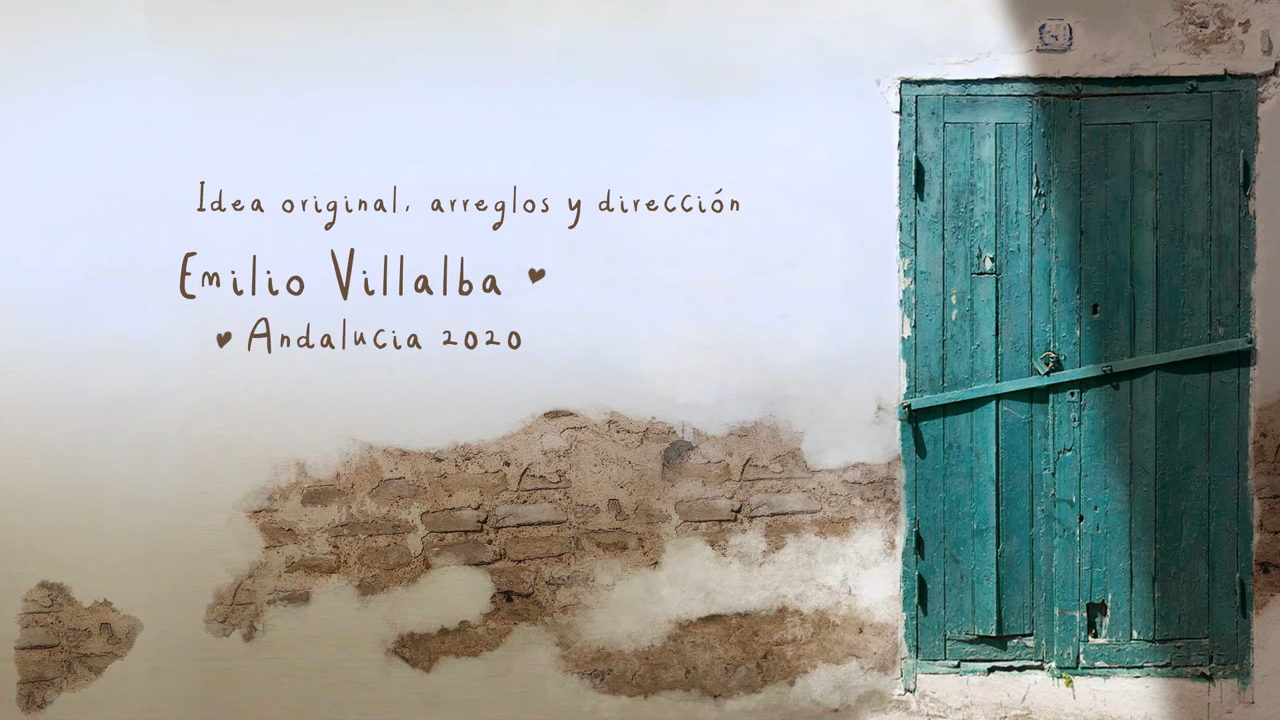 Idea original, arreglos y dirección
Emilio Villalba
Andalucia 2020